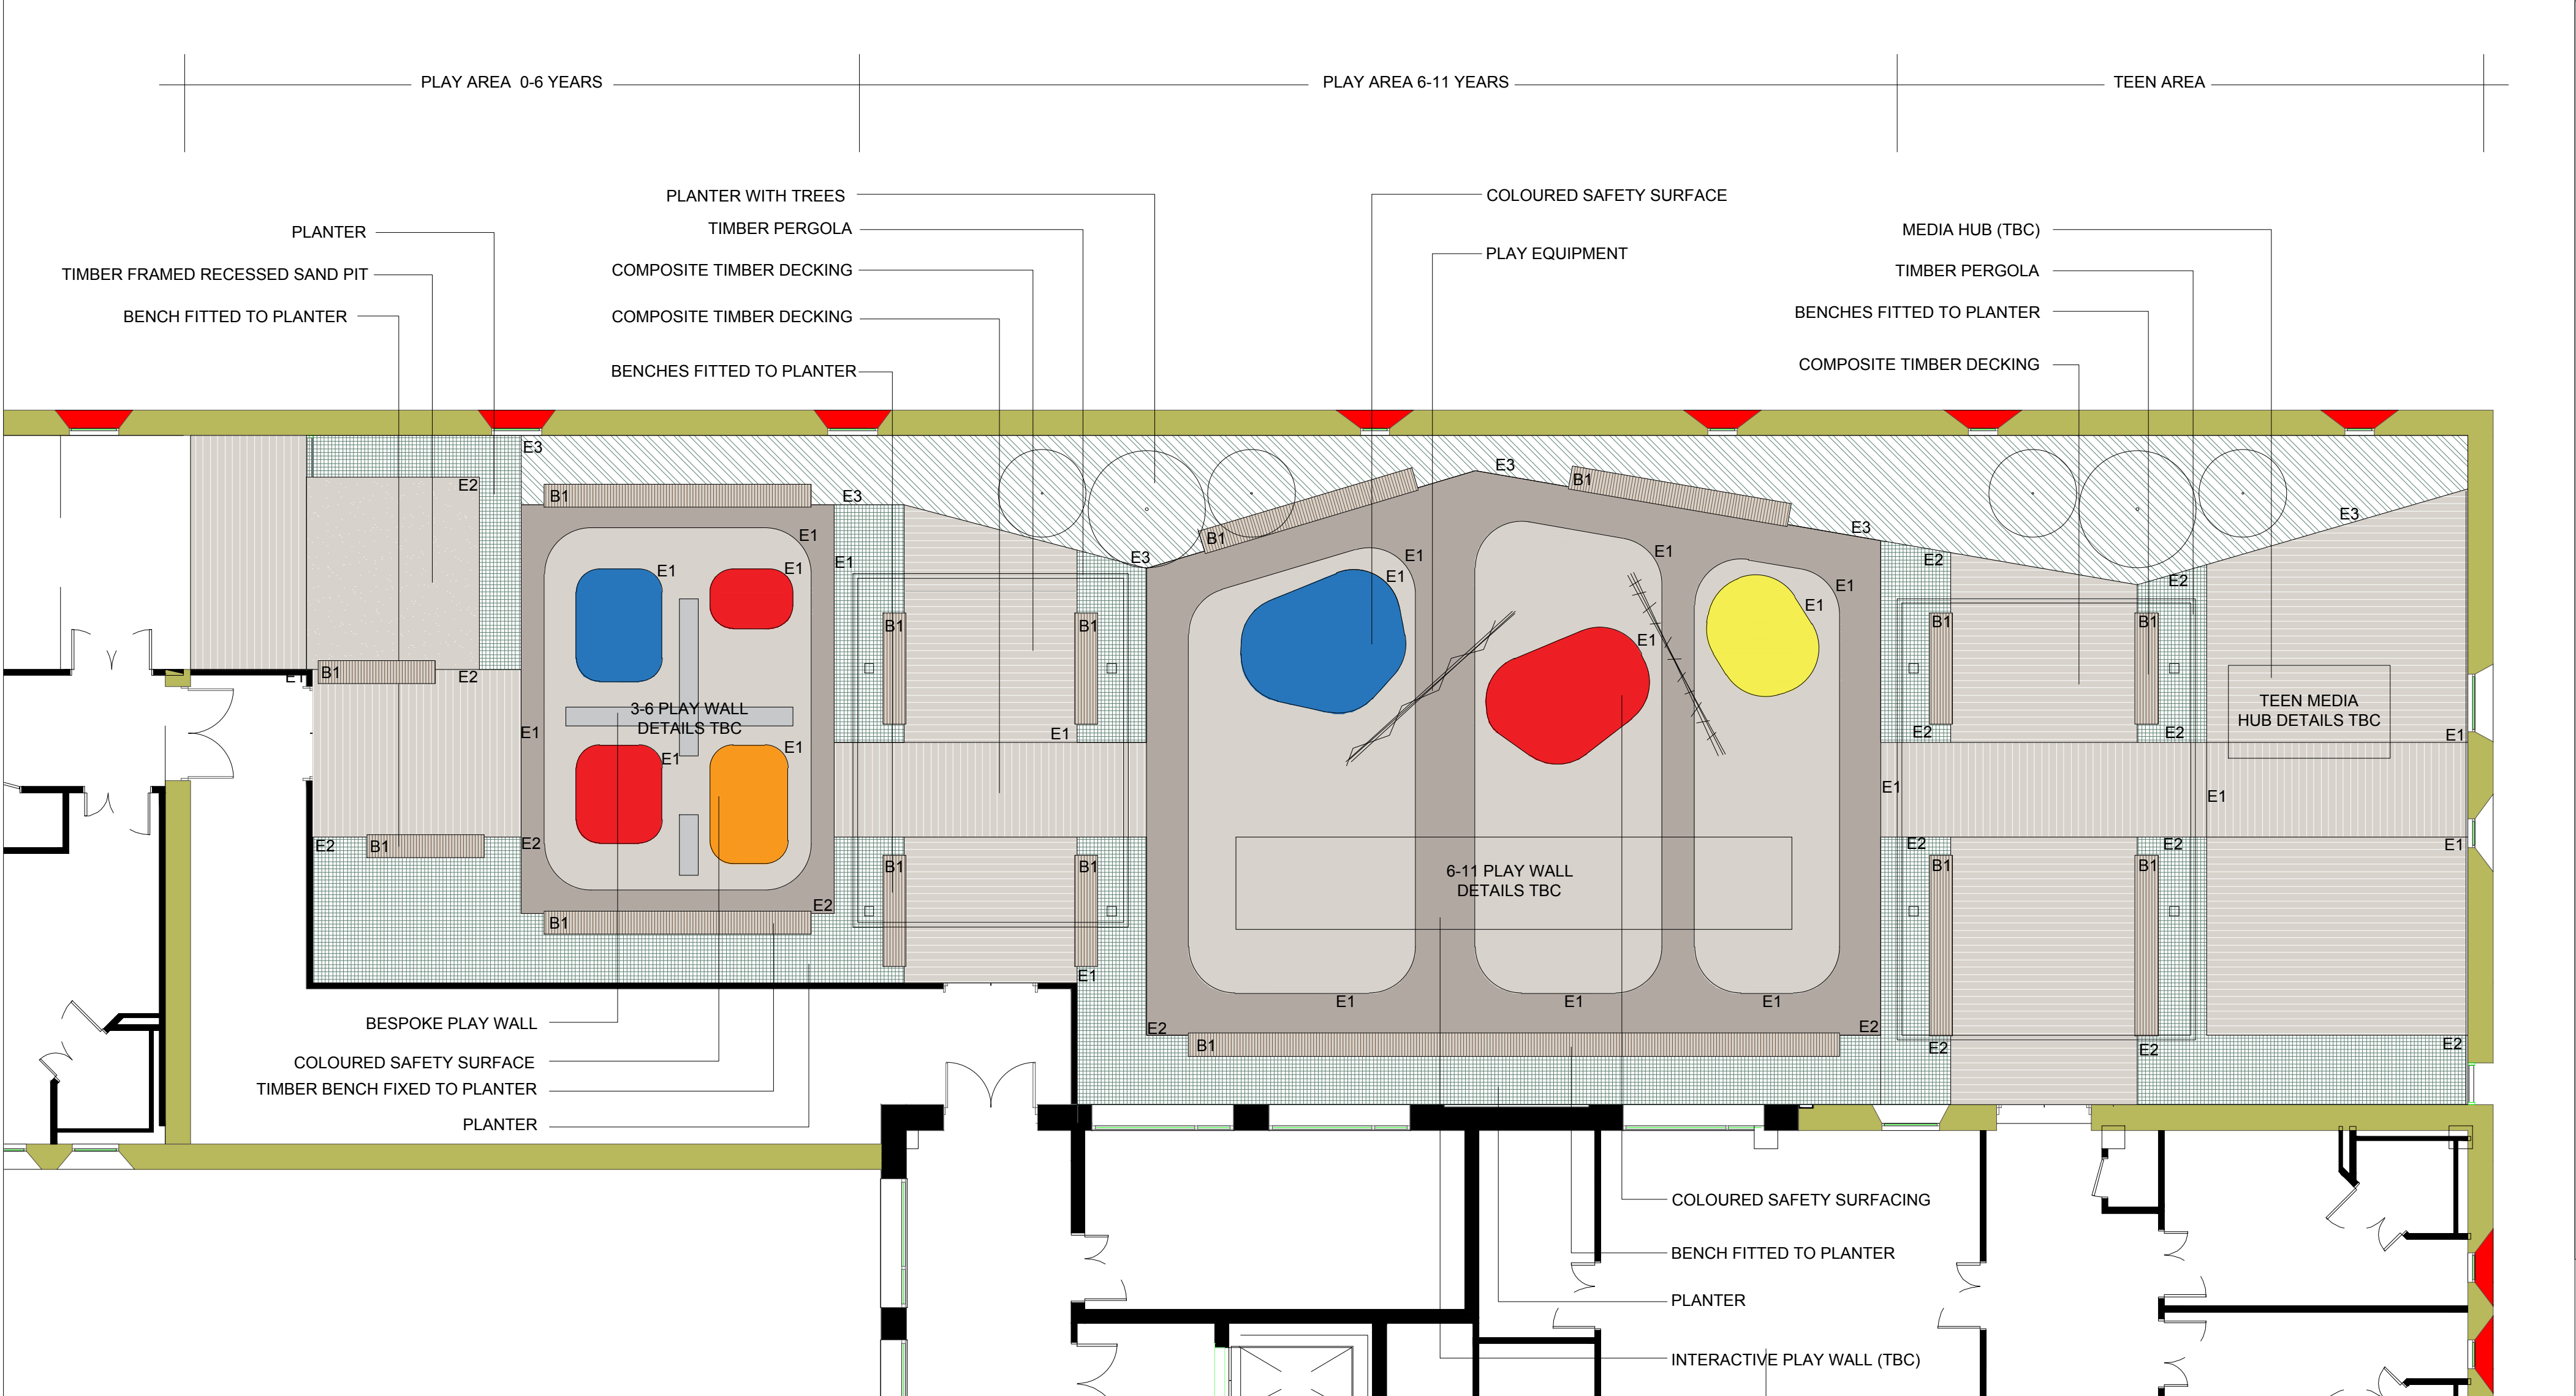 PLAY AREA 0-6 YEARS
PLAY AREA 6-11 YEARS
TEEN AREA
PLANTER WITH TREES
TIMBER PERGOLA
COMPOSITE TIMBER DECKING
COMPOSITE TIMBER DECKING
BENCHES FITTED TO PLANTER
PLANTER
TIMBER FRAMED RECESSED SAND PIT
BENCH FITTED TO PLANTER
COLOURED SAFETY SURFACE
PLAY EQUIPMENT
MEDIA HUB (TBC)
TIMBER PERGOLA
BENCHES FITTED TO PLANTER
COMPOSITE TIMBER DECKING
E3
E2
B1
E3
E1
E1
E1
E1
B1
E2
E1
E1
3-6 PLAY WALL
DETAILS TBC
E1
E1
E2
B1
E2
B1
E2
B1
B1
E1
B1
B1
E1
E3
B1
E3
B1
E3
E1
E1
E1
E1
E1
E1
6-11 PLAY WALL
DETAILS TBC
E1
E1
E1
E2
B1
E2
E2
E2
E3
B1
B1
E2
E2
TEEN MEDIA
HUB DETAILS TBC
E1
E1
E1
E2
E2
E1
B1
B1
E2
E2
E2
BESPOKE PLAY WALL
COLOURED SAFETY SURFACE
TIMBER BENCH FIXED TO PLANTER
PLANTER
COLOURED SAFETY SURFACING
BENCH FITTED TO PLANTER
PLANTER
INTERACTIVE PLAY WALL (TBC)